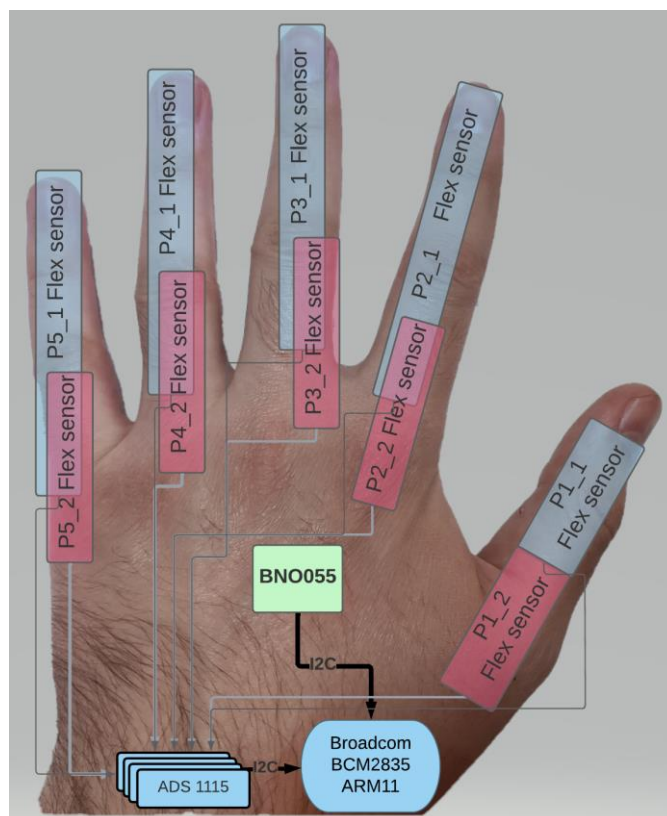 P3_1 Flex sensor
P4_1 Flex sensor
P2_1 Flex sensor
P5_1 Flex sensor
P3_2 Flex sensor
P4_2 Flex sensor
P2_2 Flex sensor
P5_2 Flex sensor
P1_1
Flex sensor
P1_2
Flex sensor
BNO055
I2C
Broadcom
BCM2835
ARM11
I2C
ADS 1115